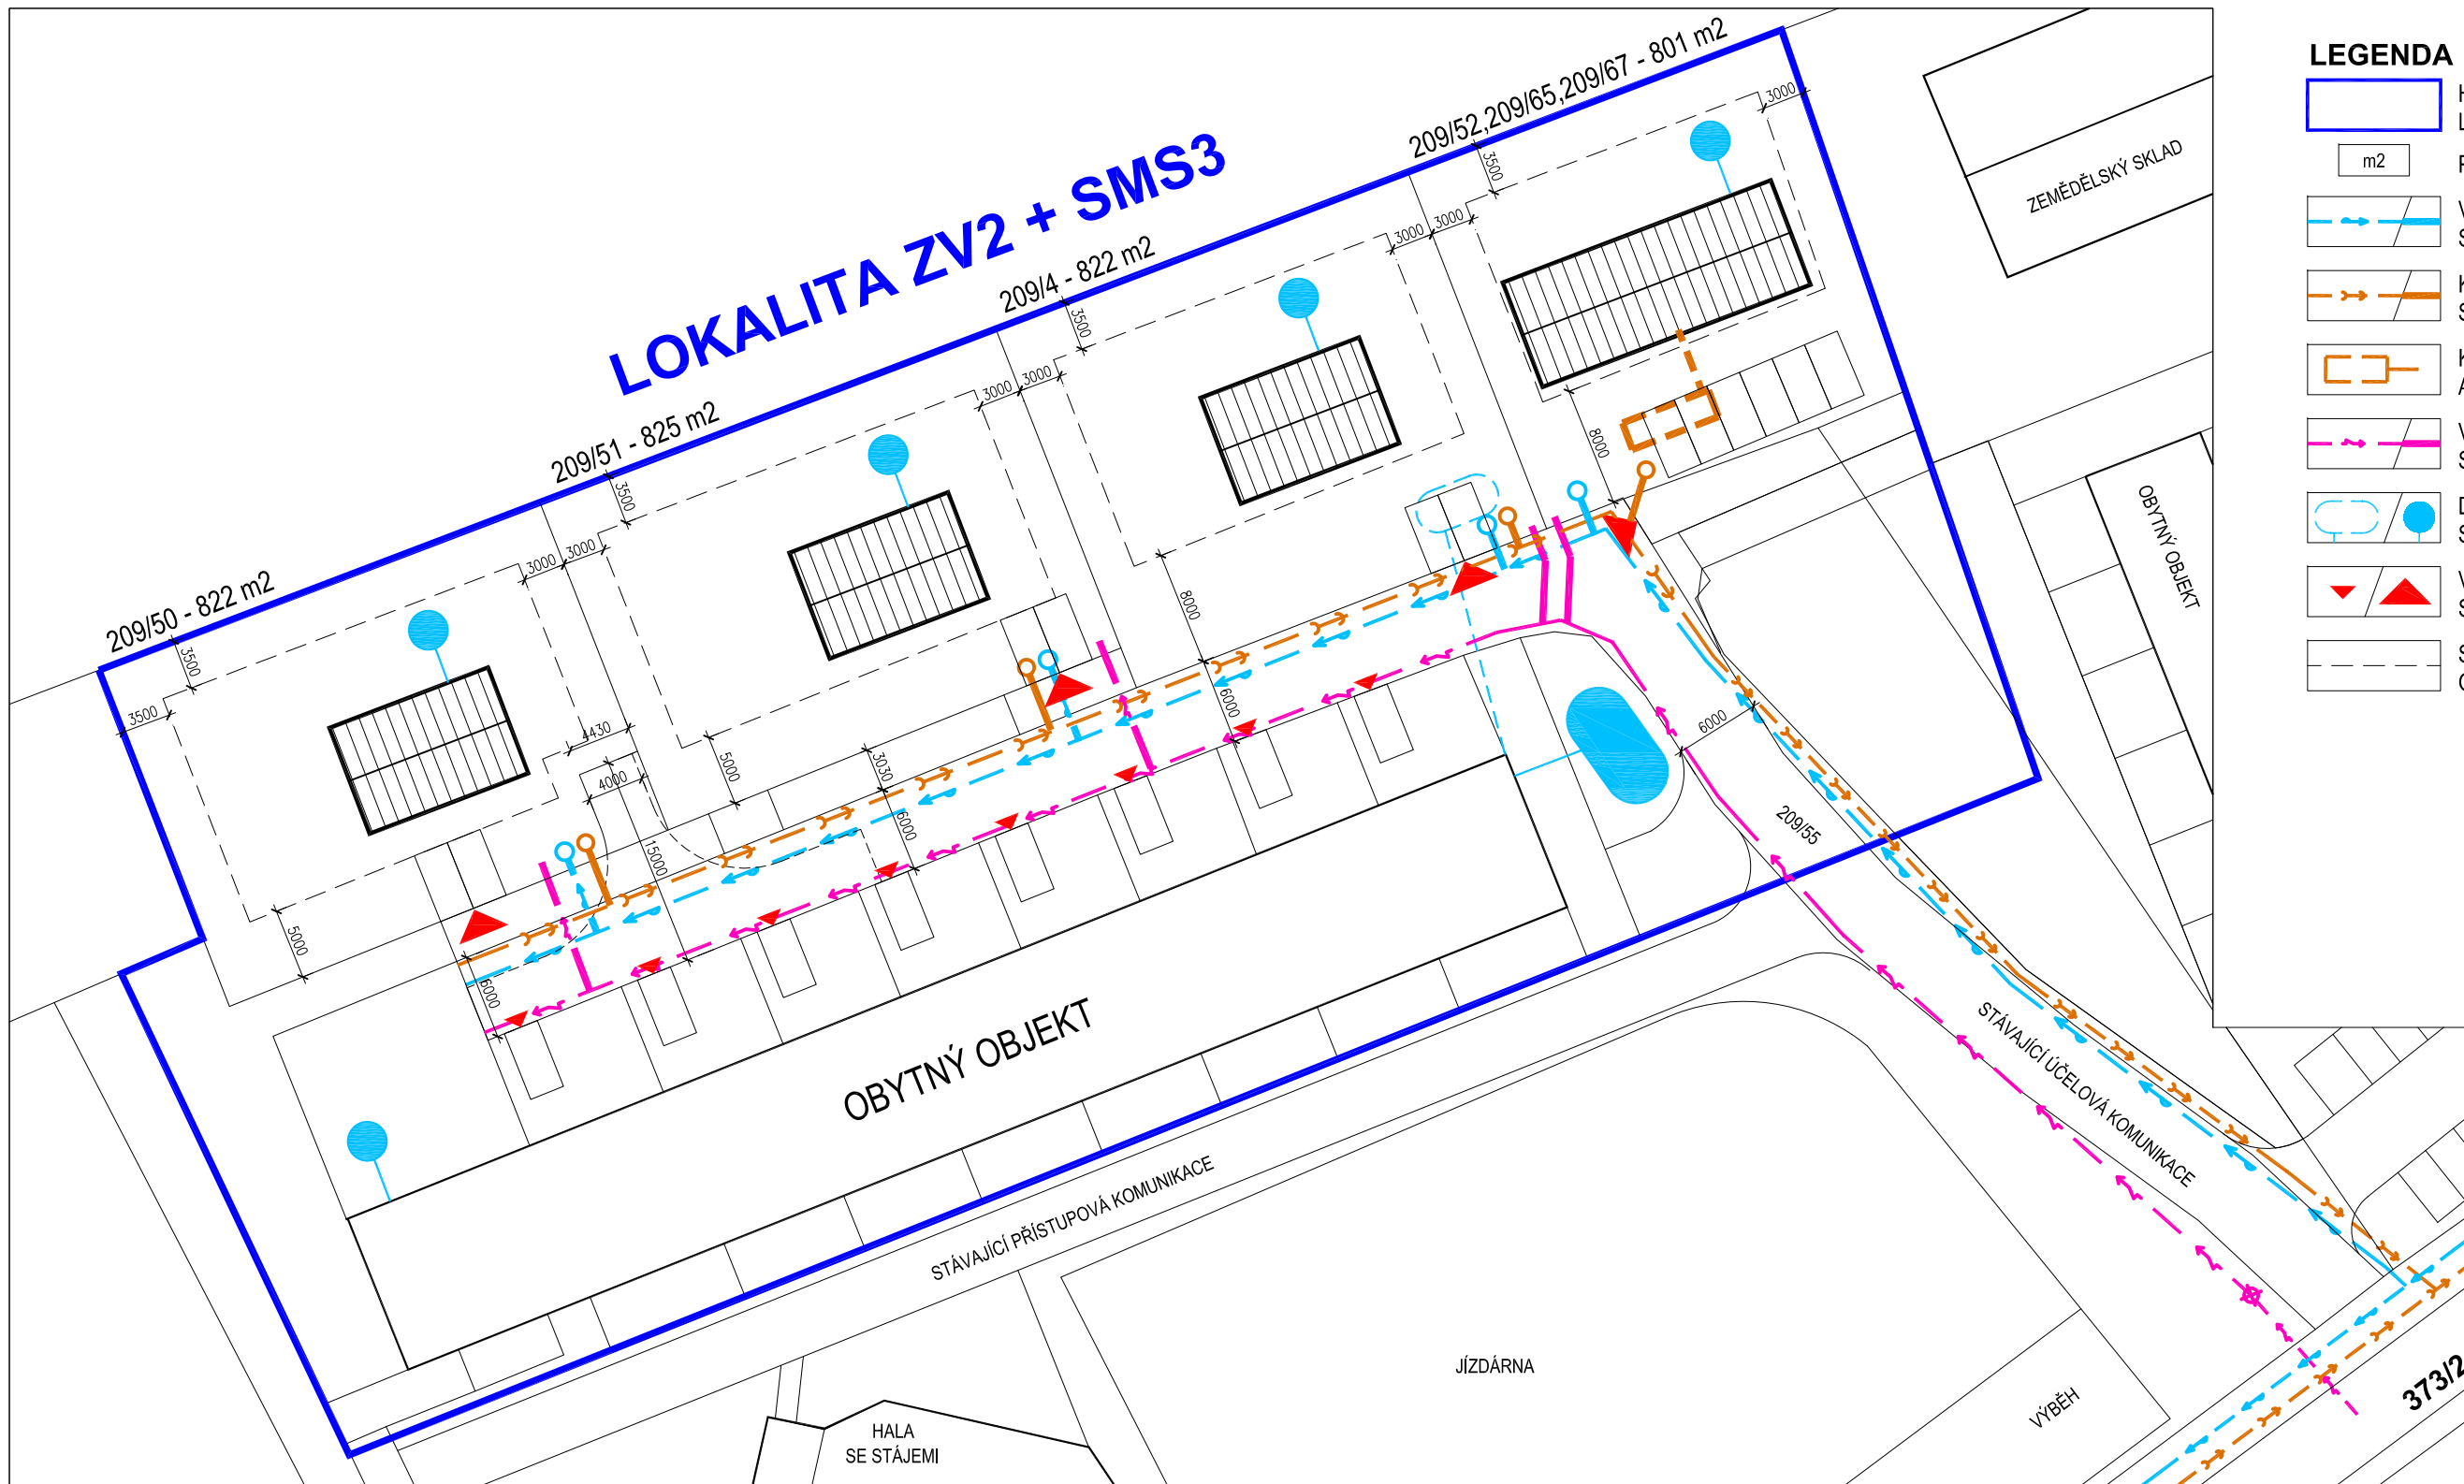 LOKALITA ZV2 + SMS3
209/50 - 822 m2
209/51 - 825 m2
209/4 - 822 m2
209/52,209/65,209/67 - 801 m2
3500
3500
3500
3500
3500
3000
3000
3000
3000
3000
3000
3000
4430
4000
5000
5000
3030
15000
6000
6000
6000
6000
8000
8000
ZEMĚDĚLSKÝ SKLAD
OBYTNÝ OBJEKT
OBYTNÝ OBJEKT
209/55
STÁVAJÍCÍ ÚČELOVÁ KOMUNIKACE
STÁVAJÍCÍ PŘÍSTUPOVÁ KOMUNIKACE
JÍZDÁRNA
HALA
SE STÁJEMI
VÝBĚH
373/2
LEGENDA
m2